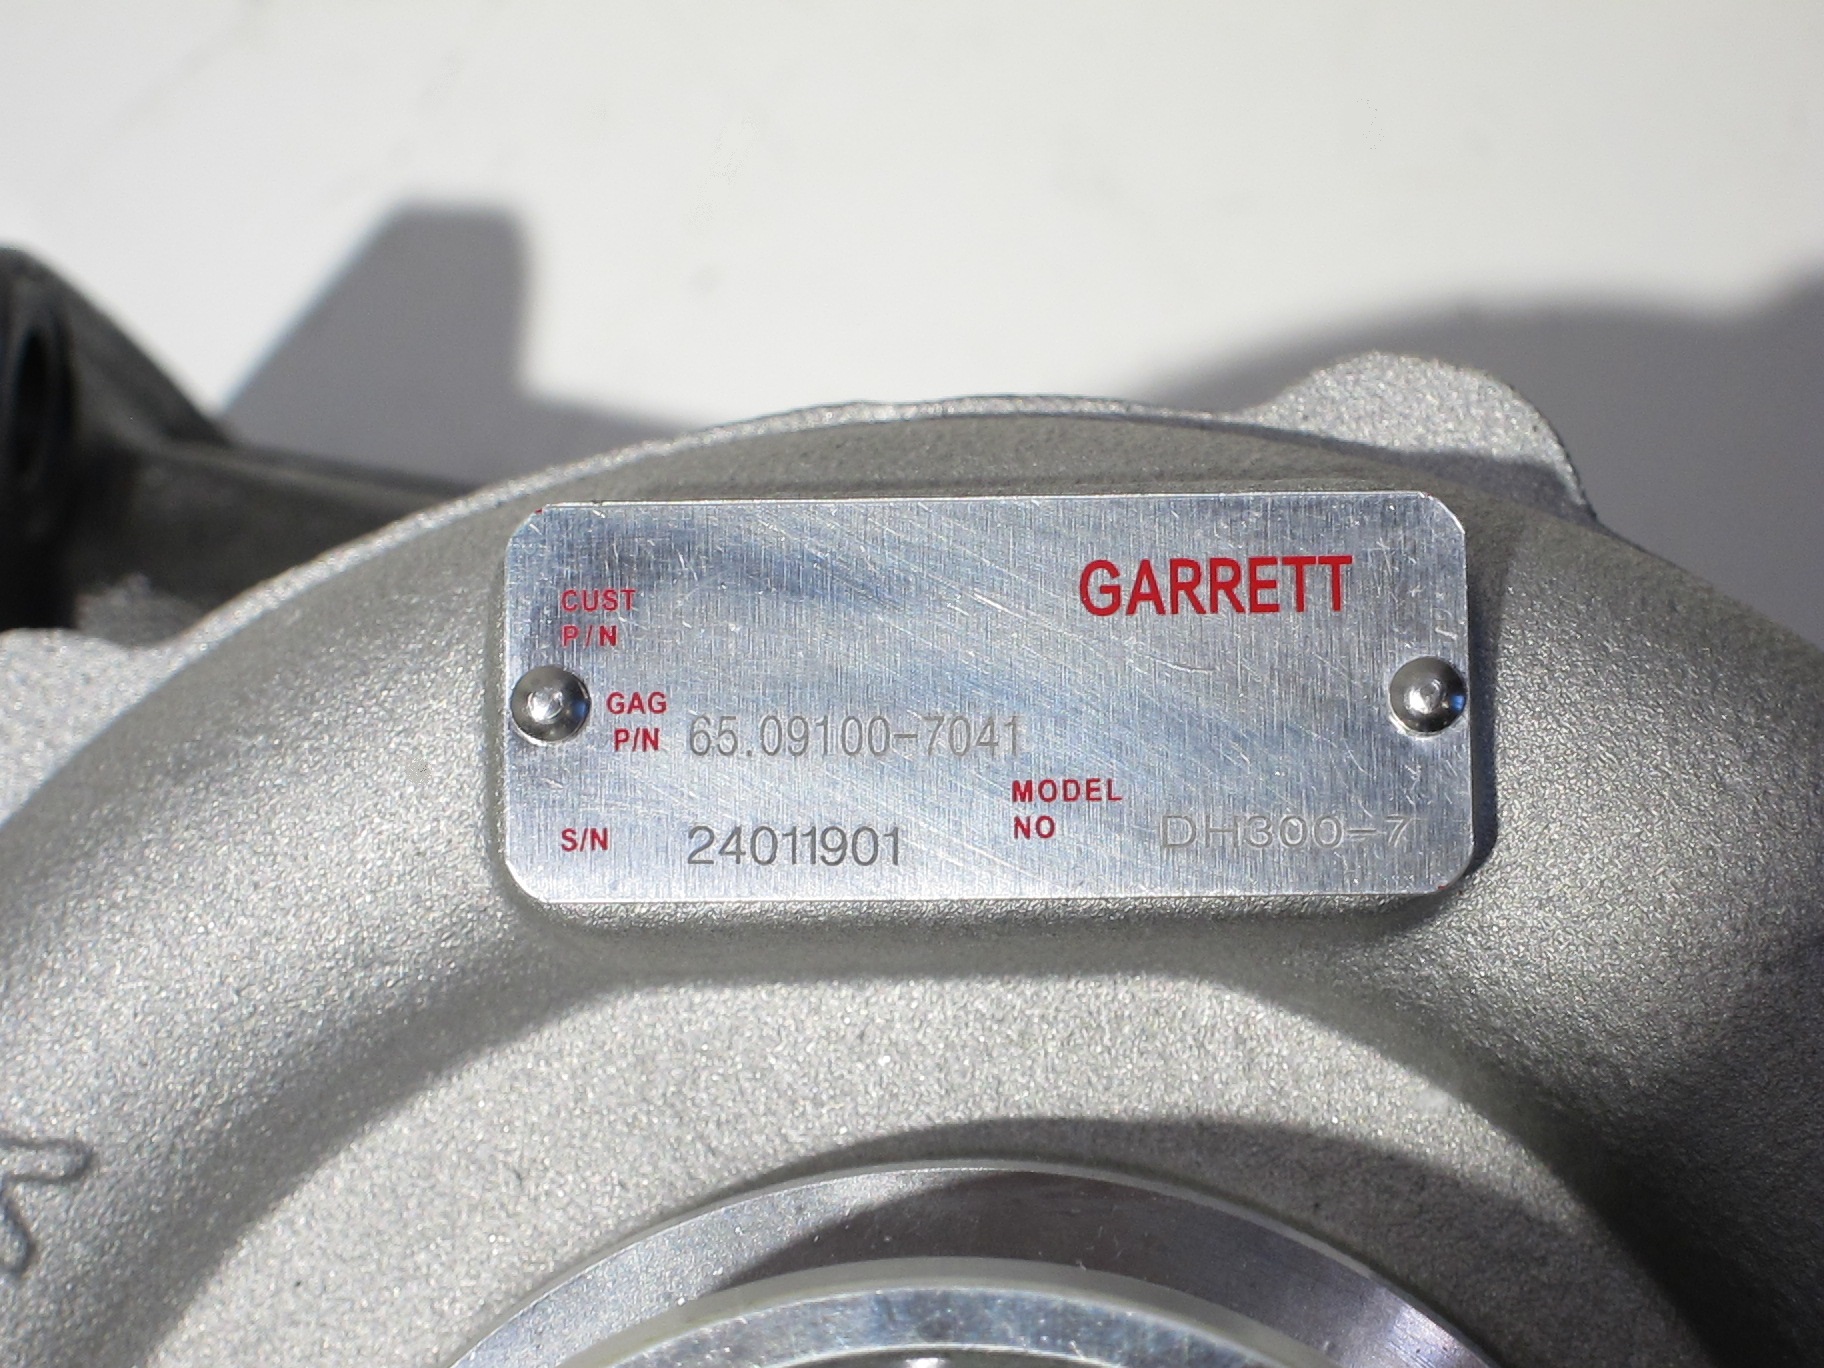 GARRETT
CUST
P/N
GAG
P/N 65.09100-7041
MODEL
NO DH300-7
S/N 24011901